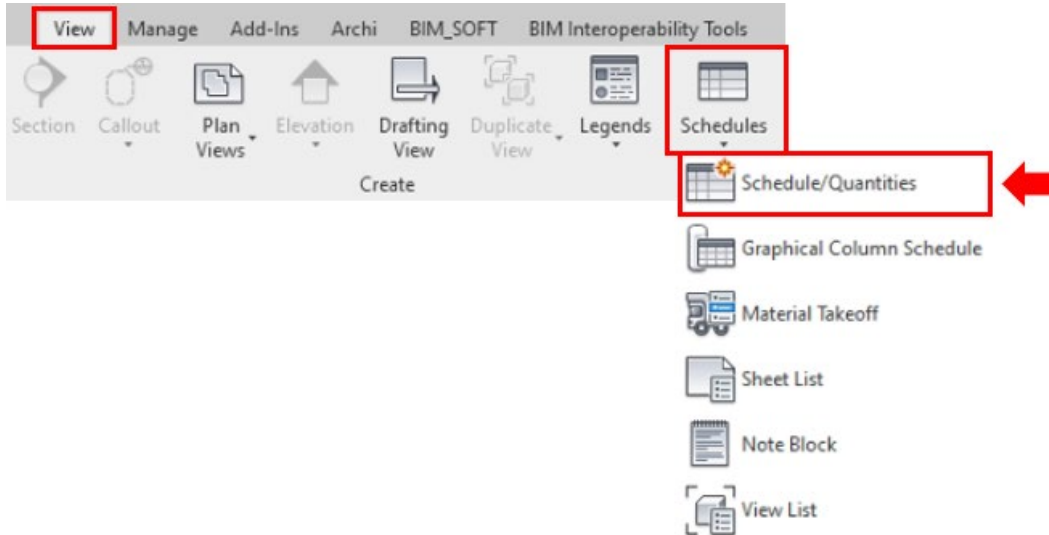 View Manage Add-Ins Archi BIM_SOFT BIM Interoperability Tools
Section Callout Plan Views Elevation Drafting View Duplicate View Legends Schedules
Create
Schedule/Quantities
Graphical Column Schedule
Material Takeoff
Sheet List
Note Block
View List